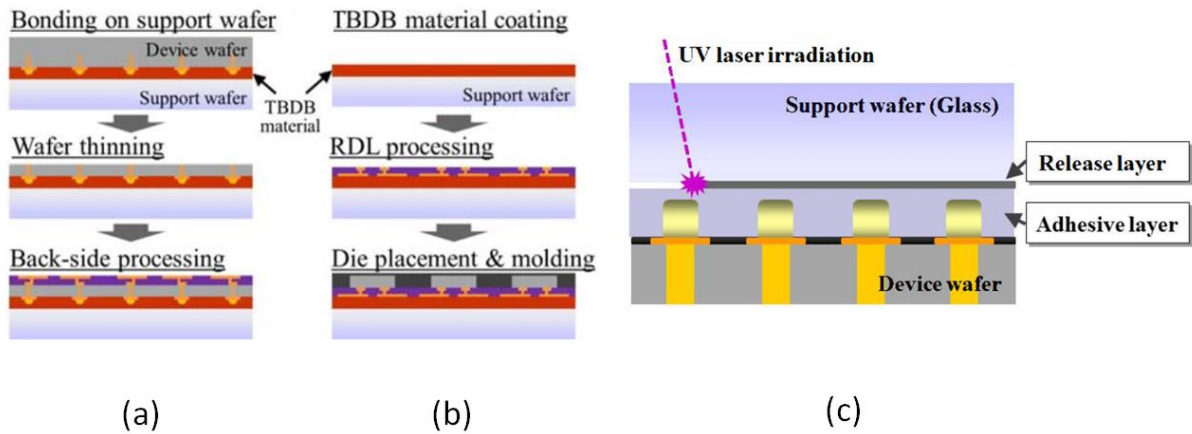 Bonding on support wafer
Device wafer
Support wafer
TBDB
material
Wafer thinning
Back-side processing
TBDB material coating
Support wafer
RDL processing
Die placement & molding
UV laser irradiation
Support wafer (Glass)
Release layer
Adhesive layer
Device wafer
(a)
(b)
(c)